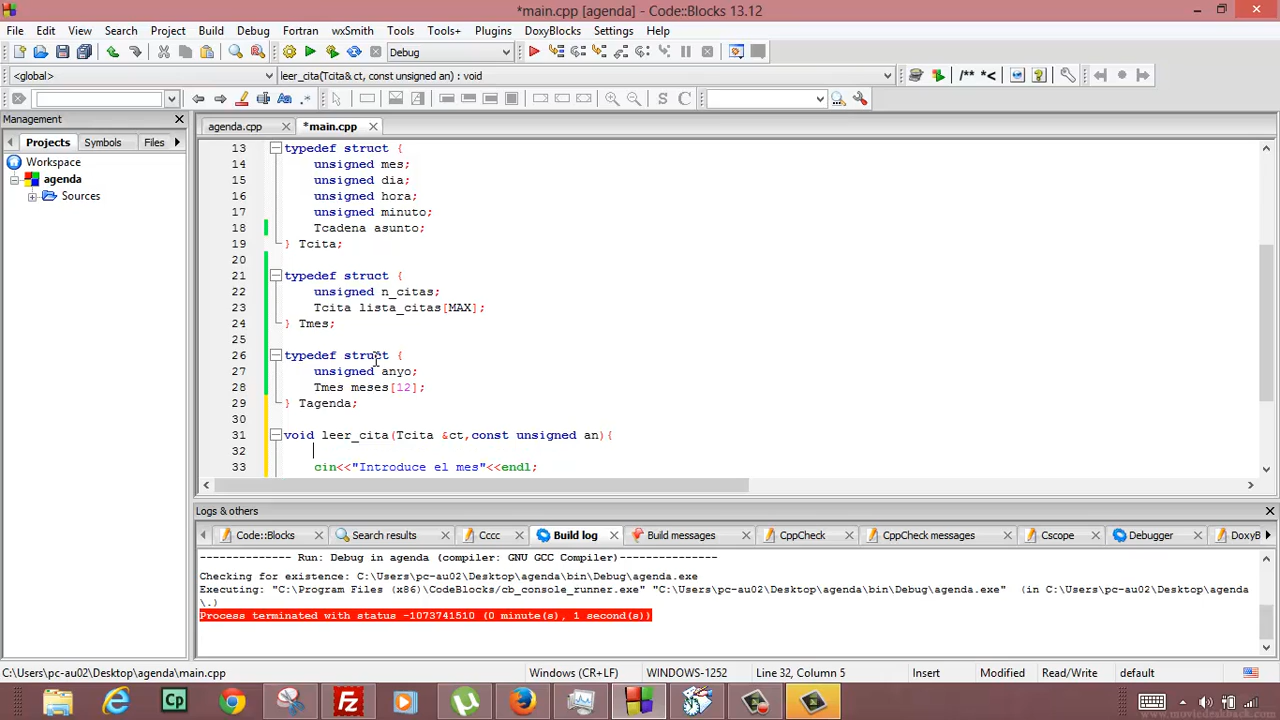 *main.cpp [agenda] - Code::Blocks 13.12
File Edit View Search Project Build Debug Fortran wxSmith Tools Tools+ Plugins DoxyBlocks Settings Help
Debug
/** *<
<global>
leer_cita(Tcita& ct, const unsigned an) : void
Aa
S C
Management
agenda.cpp
*main.cpp
Projects Symbols Files
Workspace
agenda
Sources
13 typedef struct {
14 unsigned mes;
15 unsigned dia;
16 unsigned hora;
17 unsigned minuto;
18 Tcadena asunto;
19 } Tcita;
20
21 typedef struct {
22 unsigned n_citas;
23 Tcita lista_citas[MAX];
24 } Tmes;
25
26 typedef struct {
27 unsigned anyo;
28 Tmes meses[12];
29 } Tagenda;
30
31 void leer_cita(Tcita &ct,const unsigned an){
32
33 cin<<"Introduce el mes"<<endl;
Logs & others
Code::Blocks Search results Cccc Build log Build messages CppCheck CppCheck messages Cscope Debugger DoxyB
-------------- Run: Debug in agenda (compiler: GNU GCC Compiler)---------------
Checking for existence: C:\Users\pc-au02\Desktop\agenda\bin\Debug\agenda.exe
Executing: "C:\Program Files (x86)\CodeBlocks/cb_console_runner.exe" "C:\Users\pc-au02\Desktop\agenda\bin\Debug\agenda.exe" (in C:\Users\pc-au02\Desktop\agenda
\.)
Process terminated with status -1073741510 (0 minute(s), 1 second(s))
C:\Users\pc-au02\Desktop\agenda\main.cpp
Windows (CR+LF)
WINDOWS-1252
Line 32, Column 5
Insert
Modified
Read/Write
default
Cp
www.moviedeskback.com